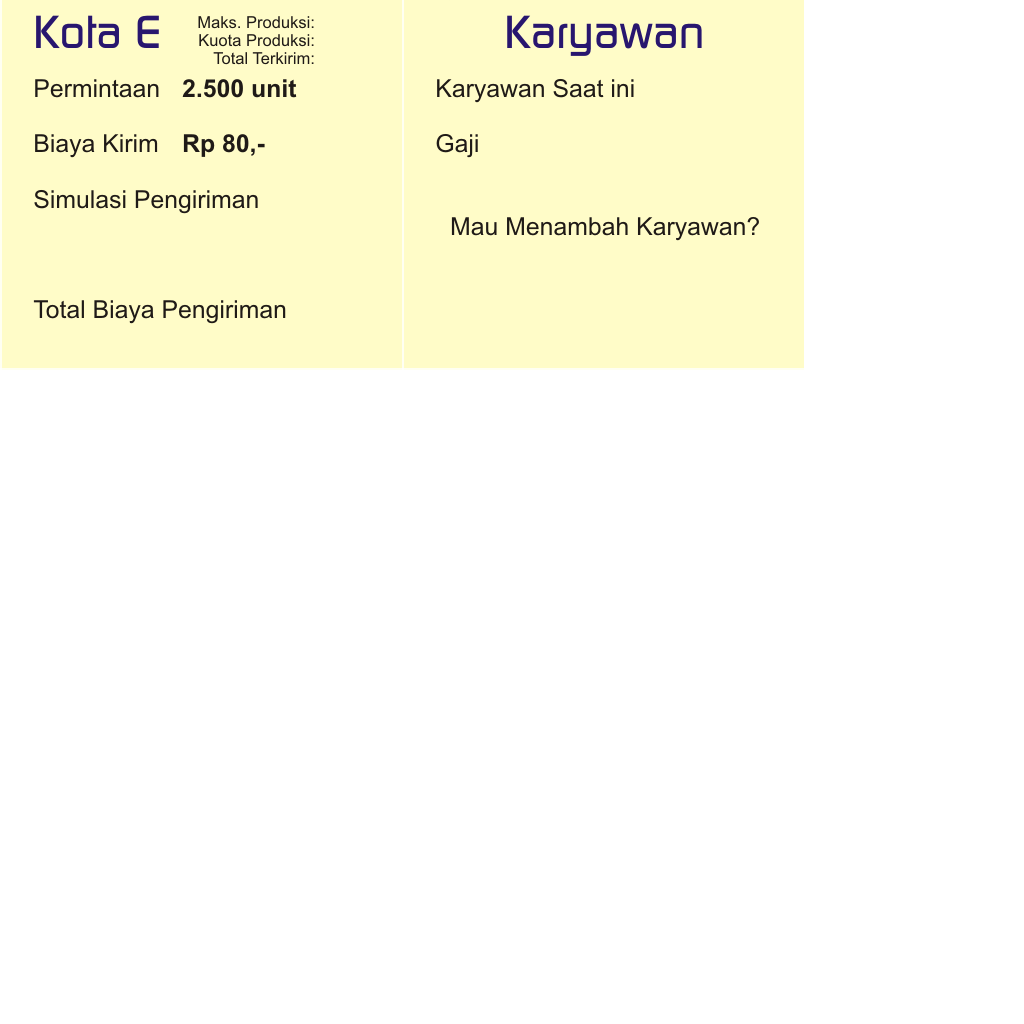 Kota E
Maks. Produksi:
Kuota Produksi:
Total Terkirim:
Permintaan 2.500 unit
Biaya Kirim Rp 80,-
Simulasi Pengiriman
Total Biaya Pengiriman
Karyawan
Karyawan Saat ini
Gaji
Mau Menambah Karyawan?